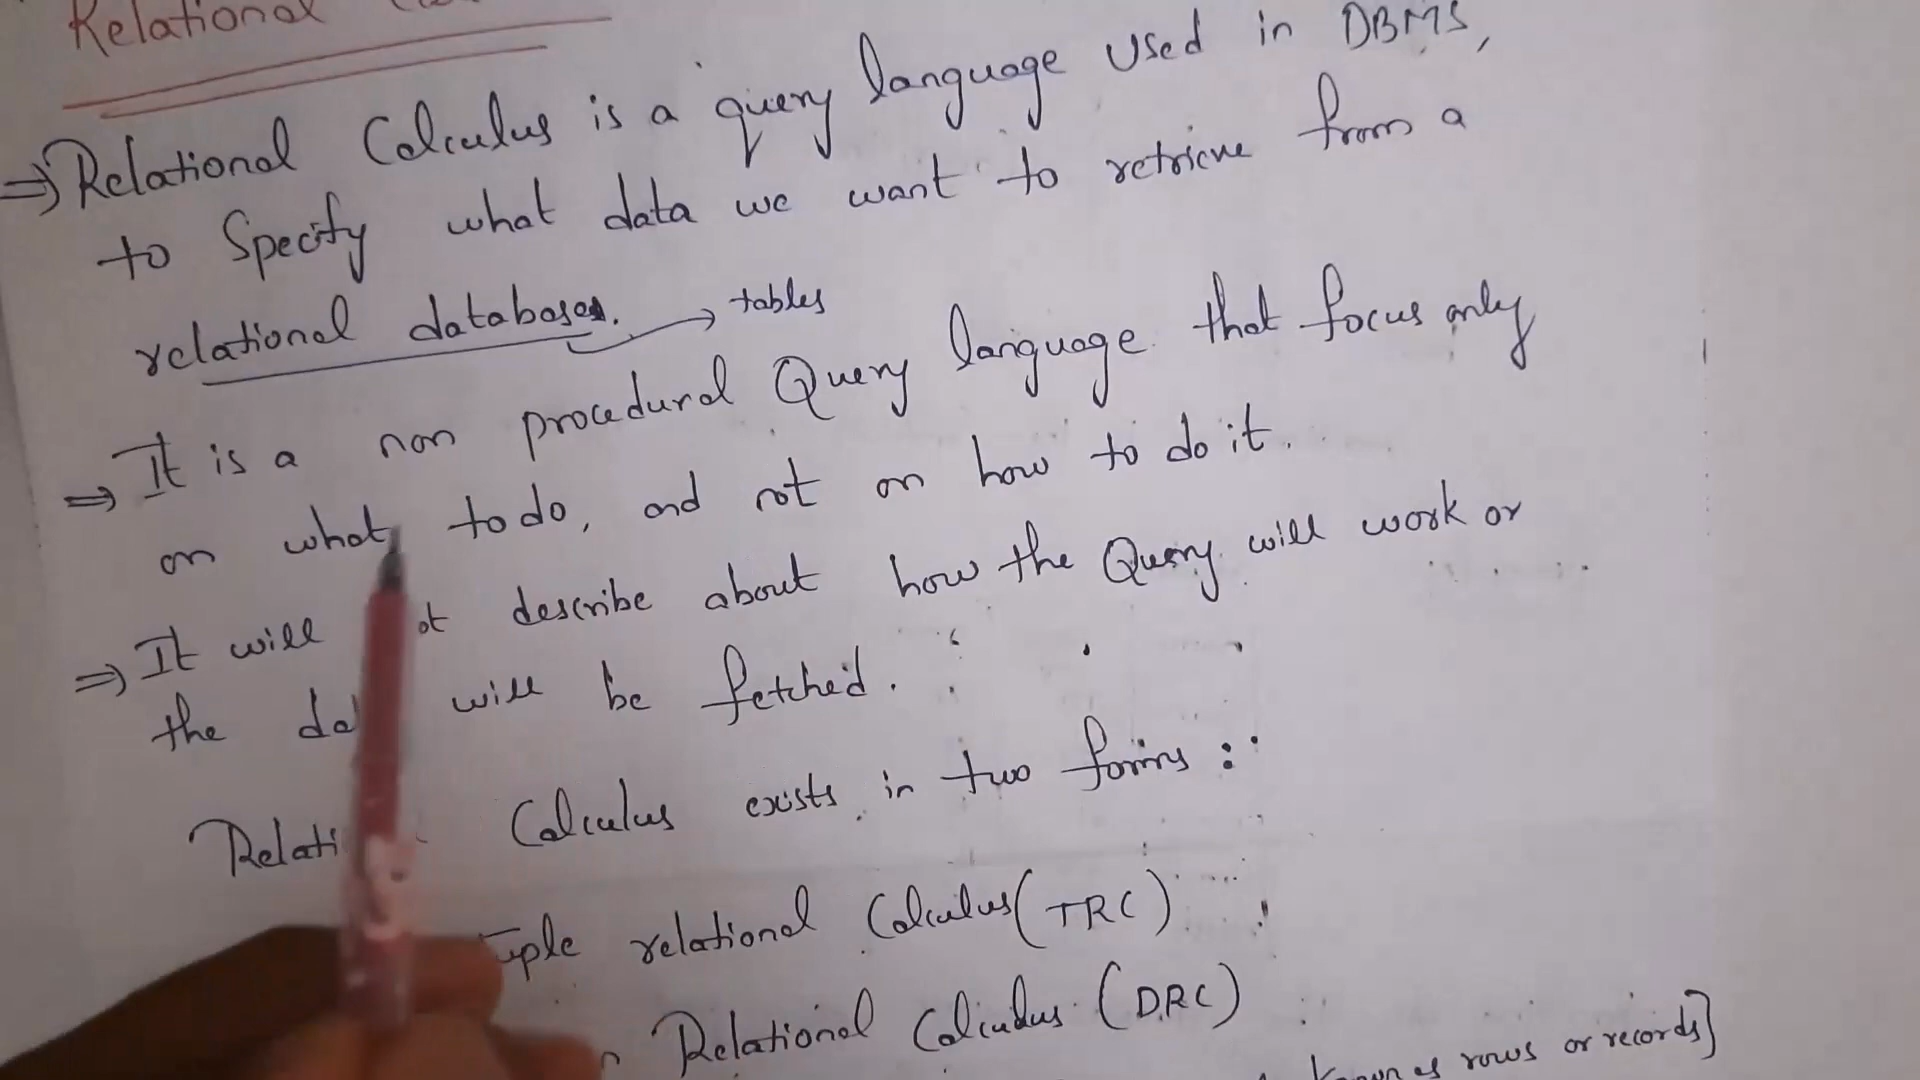 Relational
⇒ Relational Calculus is a query language used in DBMS,
to Specify what data we want to retrieve from a
relational databases. → tables
⇒ It is a non procedural Query language that focus only
on what to do, and not on how to do it.
⇒ It will describe about how the Query will work or
the will be fetched.
Calculus exists in two forms :
relational Calculus (TRC)
Relational Calculus (DRC)
known as rows or records]